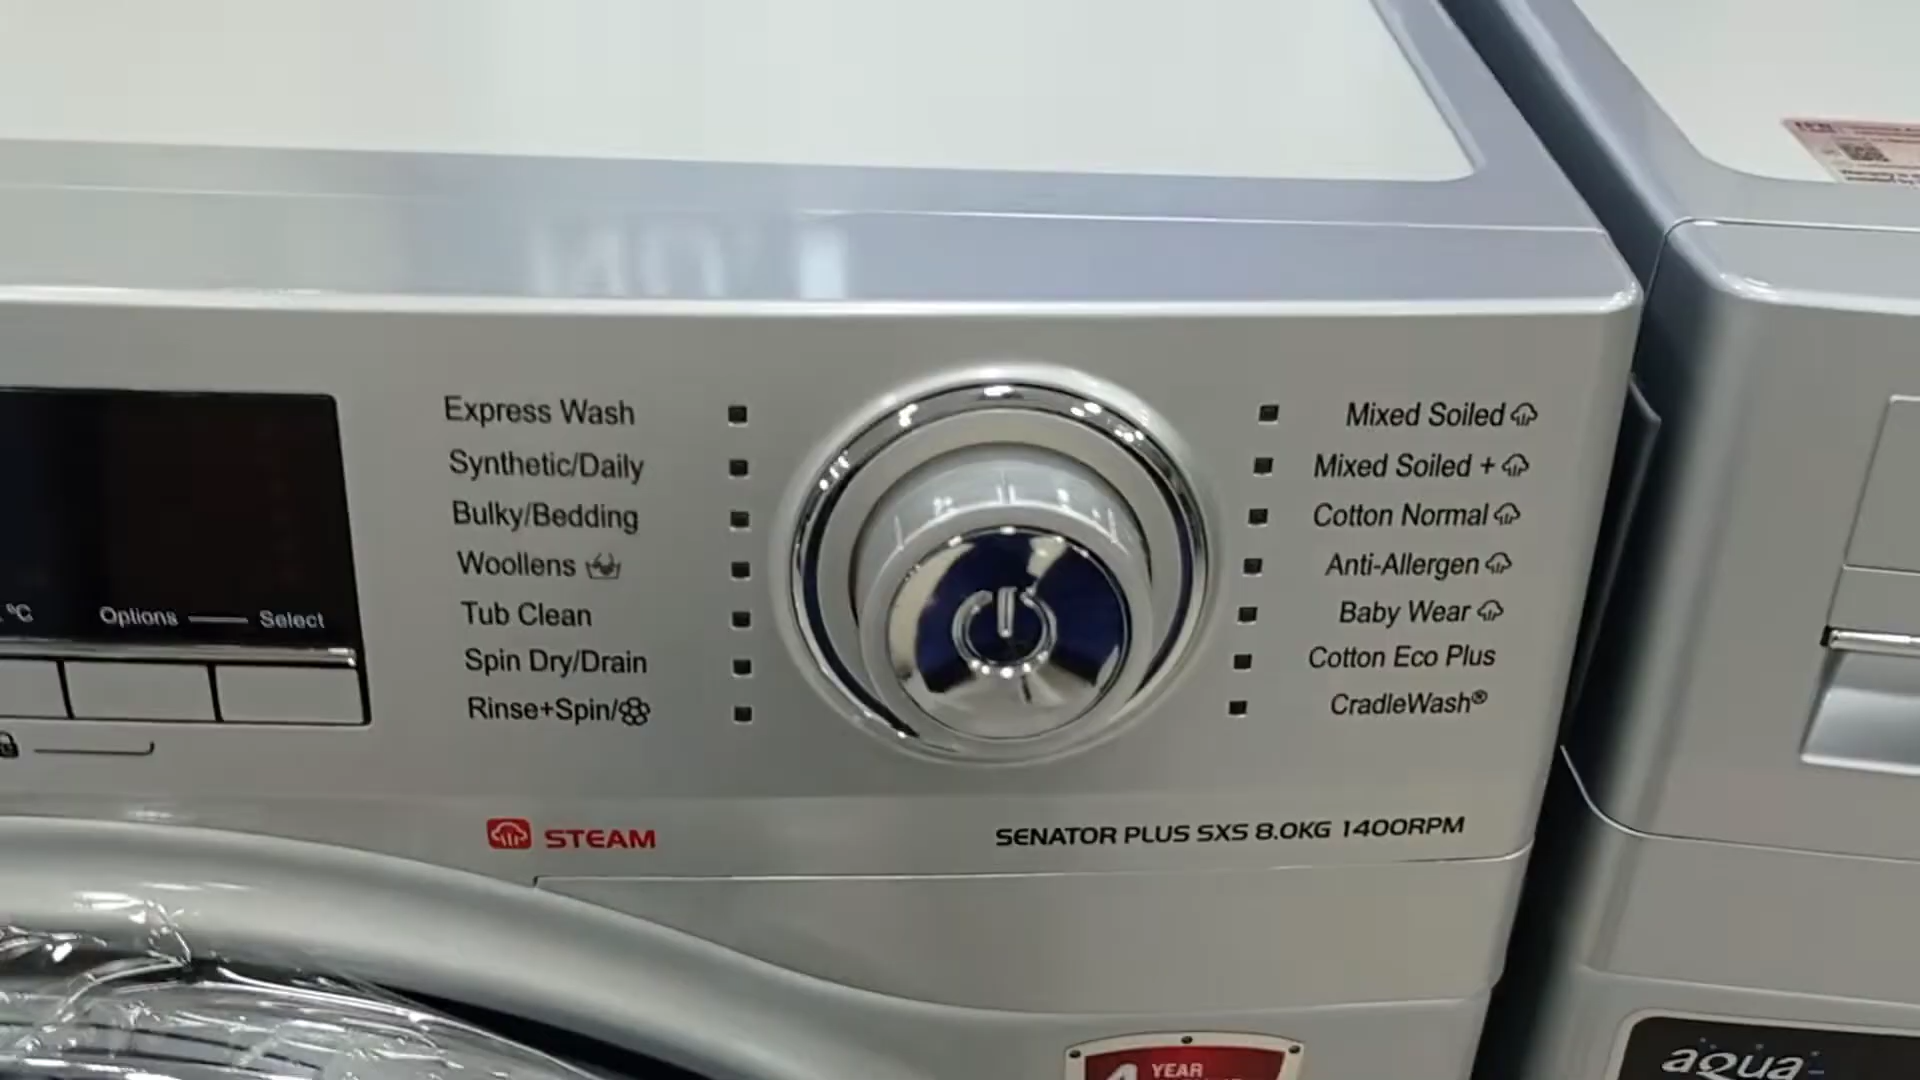 Express Wash
Synthetic/Daily
Bulky/Bedding
Woollens
Tub Clean
Spin Dry/Drain
Rinse+Spin/
Mixed Soiled
Mixed Soiled +
Cotton Normal
Anti-Allergen
Baby Wear
Cotton Eco Plus
CradleWash®
°C
Options
Select
STEAM
SENATOR PLUS SXS 8.0KG 1400RPM
4 YEAR
aqua